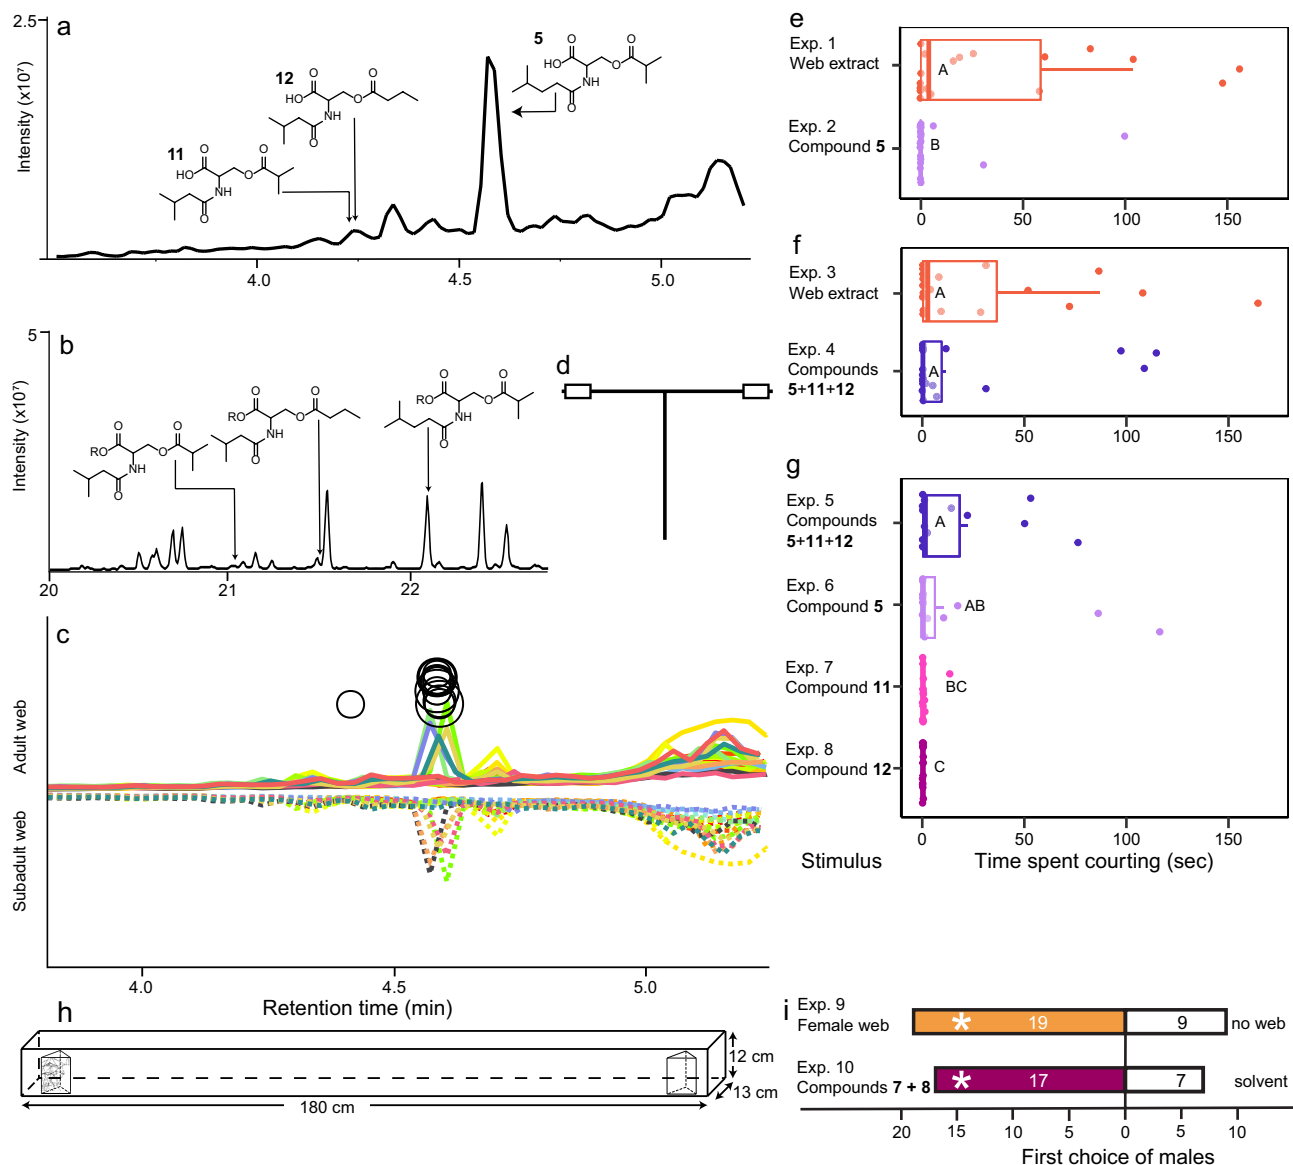 a
2.5
Intensity (x10⁷)
4.0
4.5
5.0
11
O
HO
O
O
NH
O
12
O
HO
O
O
NH
O
5
O
HO
O
O
NH
O
b
5
Intensity (x10⁷)
20
21
22
O
RO
O
O
NH
O
O
RO
O
O
NH
O
O
RO
O
O
NH
O
c
Adult web
Subadult web
4.0
4.5
5.0
Retention time (min)
d
e
Exp. 1
Web extract
A
Exp. 2
Compound 5
B
0
50
100
150
f
Exp. 3
Web extract
A
Exp. 4
Compounds
5+11+12
A
0
50
100
150
g
Exp. 5
Compounds
5+11+12
A
Exp. 6
Compound 5
AB
Exp. 7
Compound 11
BC
Exp. 8
Compound 12
C
0
50
100
150
Stimulus
Time spent courting (sec)
h
12 cm
13 cm
180 cm
i
Exp. 9
Female web
*
19
9
no web
Exp. 10
Compounds 7 + 8
*
17
7
solvent
20
15
10
5
0
5
10
First choice of males